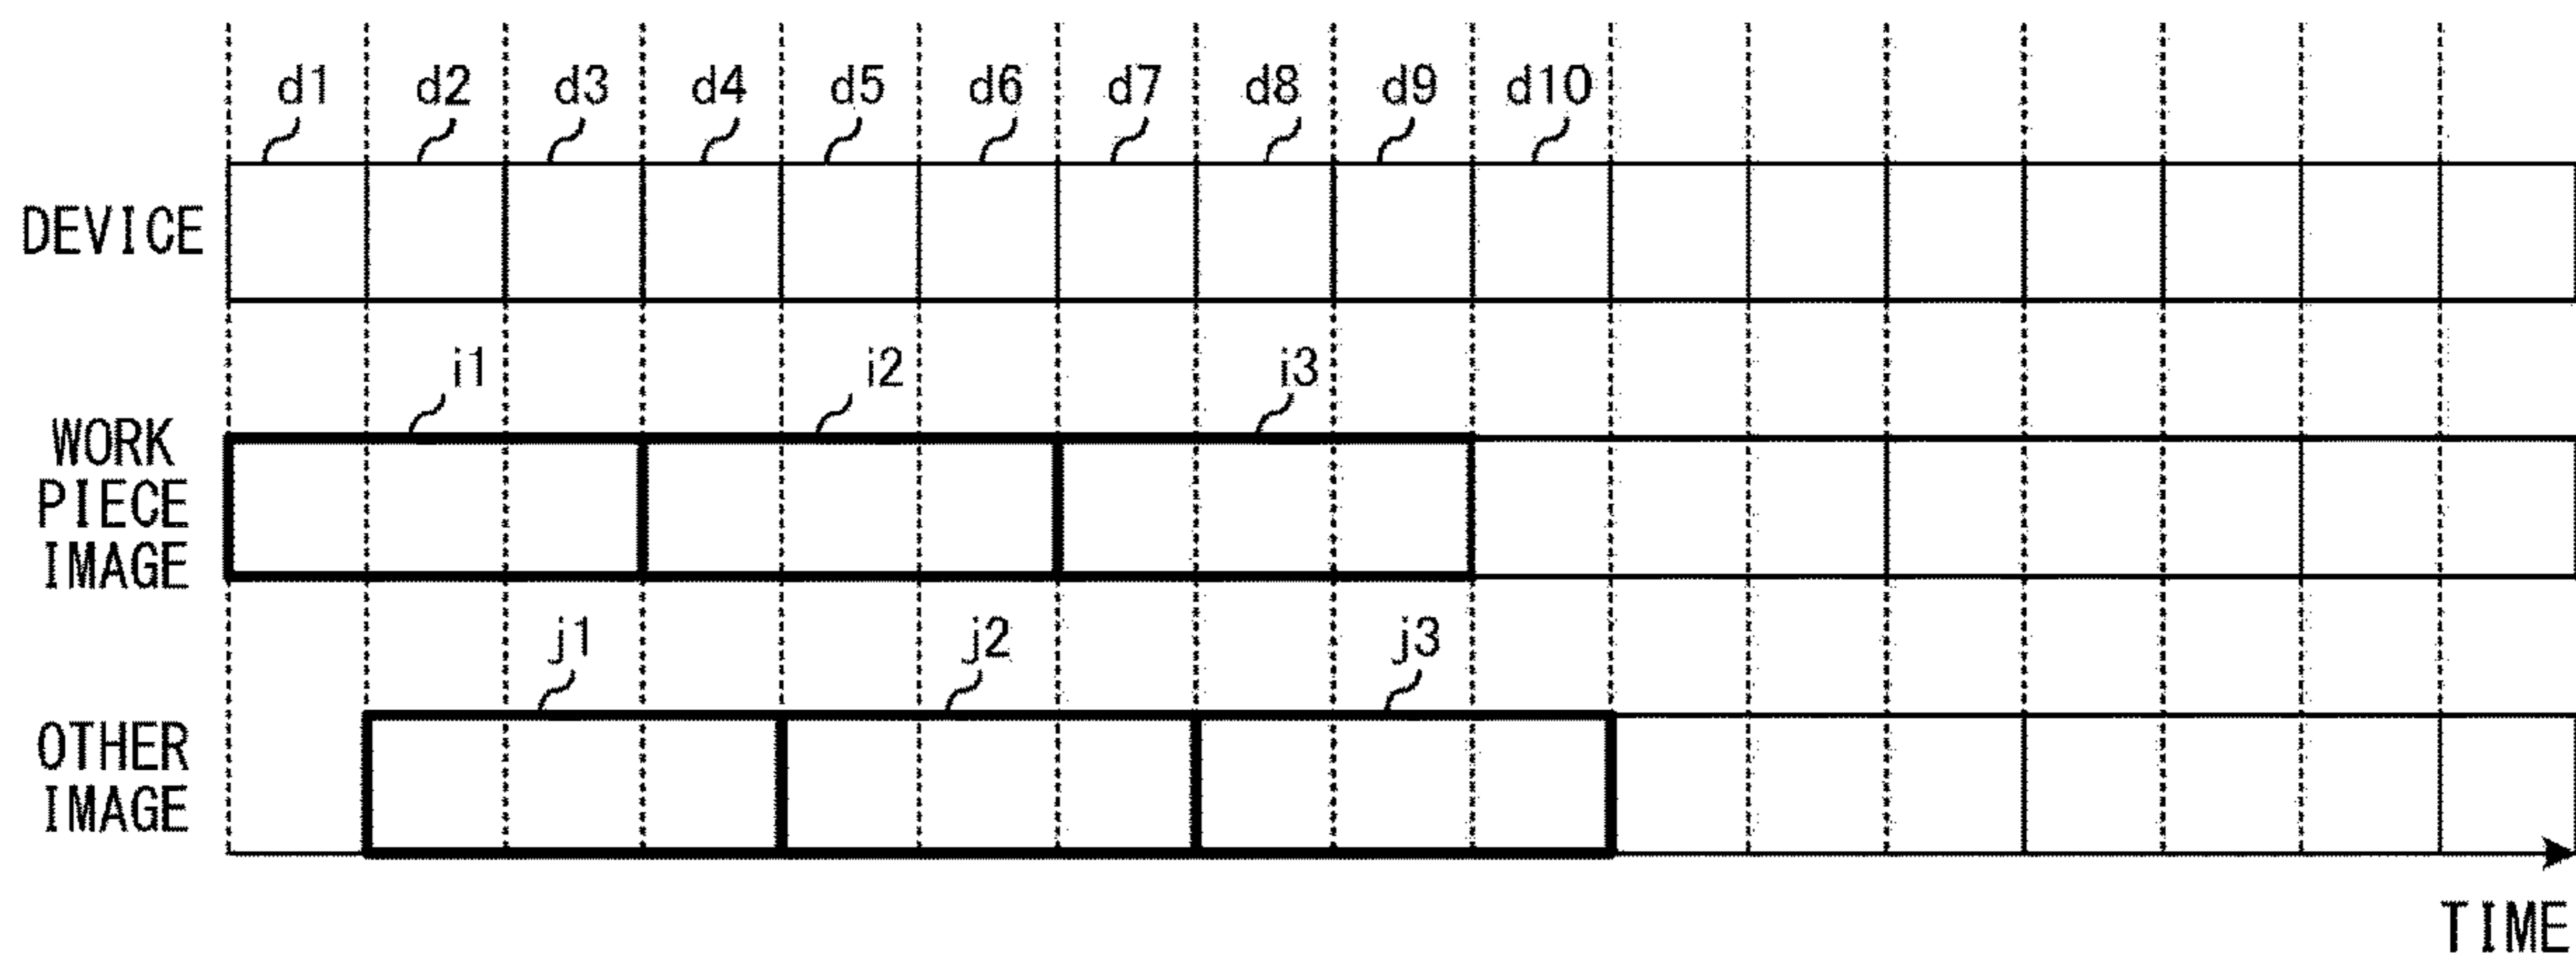 d1 d2 d3 d4 d5 d6 d7 d8 d9 d10
DEVICE
i1 i2 i3
WORK
PIECE
IMAGE
j1 j2 j3
OTHER
IMAGE
TIME